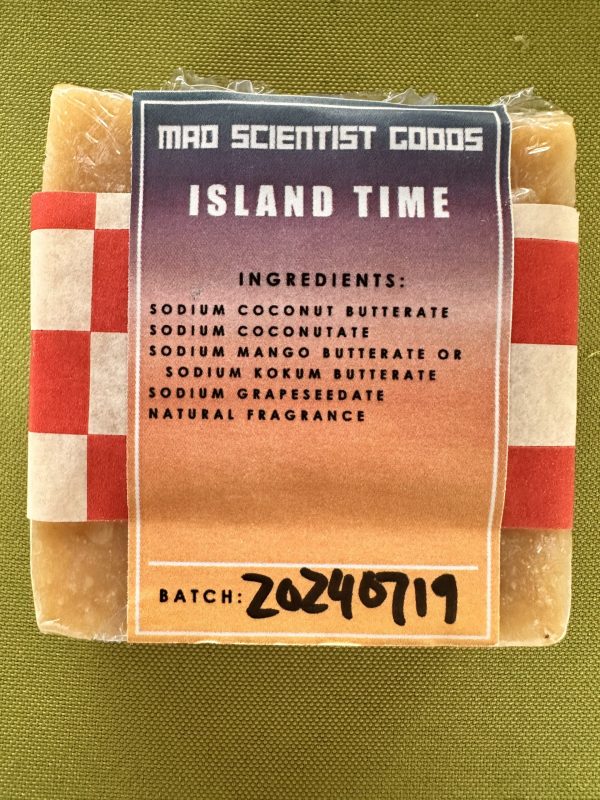 MAD SCIENTIST GOODS
ISLAND TIME
INGREDIENTS:
SODIUM COCONUT BUTTERATE
SODIUM COCONUTATE
SODIUM MANGO BUTTERATE OR
SODIUM KOKUM BUTTERATE
SODIUM GRAPESEEDATE
NATURAL FRAGRANCE
BATCH: 20240719